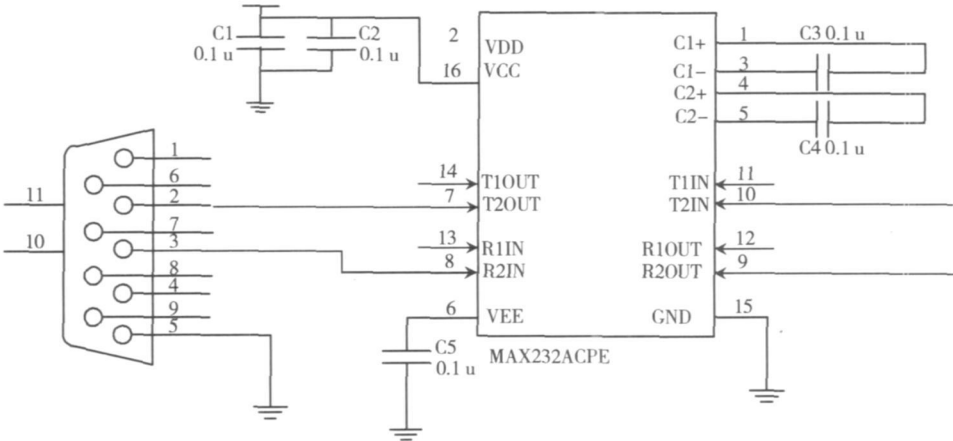 C1
0.1 u
C2
0.1 u
2
VDD
16
VCC
C1+
1
C3 0.1 u
C1−
3
C2+
4
C2−
5
C4 0.1 u
1
6
2
7
3
8
4
9
5
11
10
14
T1OUT
7
T2OUT
13
R1IN
8
R2IN
6
VEE
T1IN
11
T2IN
10
R1OUT
12
R2OUT
9
GND
15
C5
0.1 u
MAX232ACPE